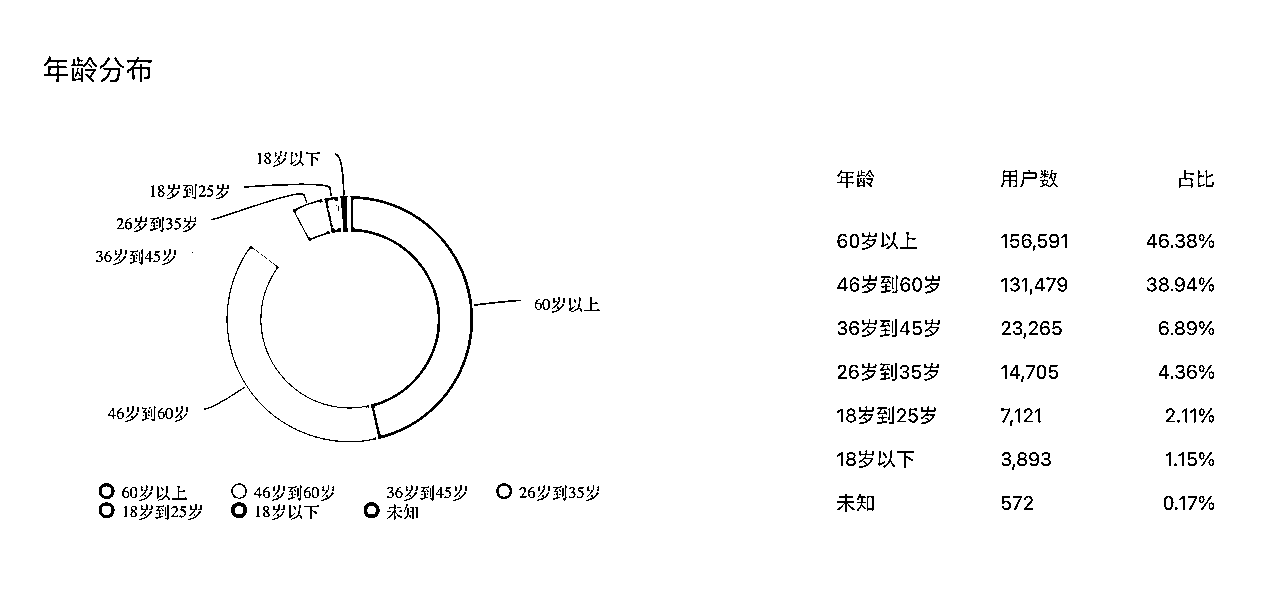 年龄分布
18岁以下
18岁到25岁
26岁到35岁
36岁到45岁
60岁以上
46岁到60岁
60岁以上 46岁到60岁 36岁到45岁 26岁到35岁
18岁到25岁 18岁以下 未知
年龄 用户数 占比
60岁以上 156,591 46.38%
46岁到60岁 131,479 38.94%
36岁到45岁 23,265 6.89%
26岁到35岁 14,705 4.36%
18岁到25岁 7,121 2.11%
18岁以下 3,893 1.15%
未知 572 0.17%